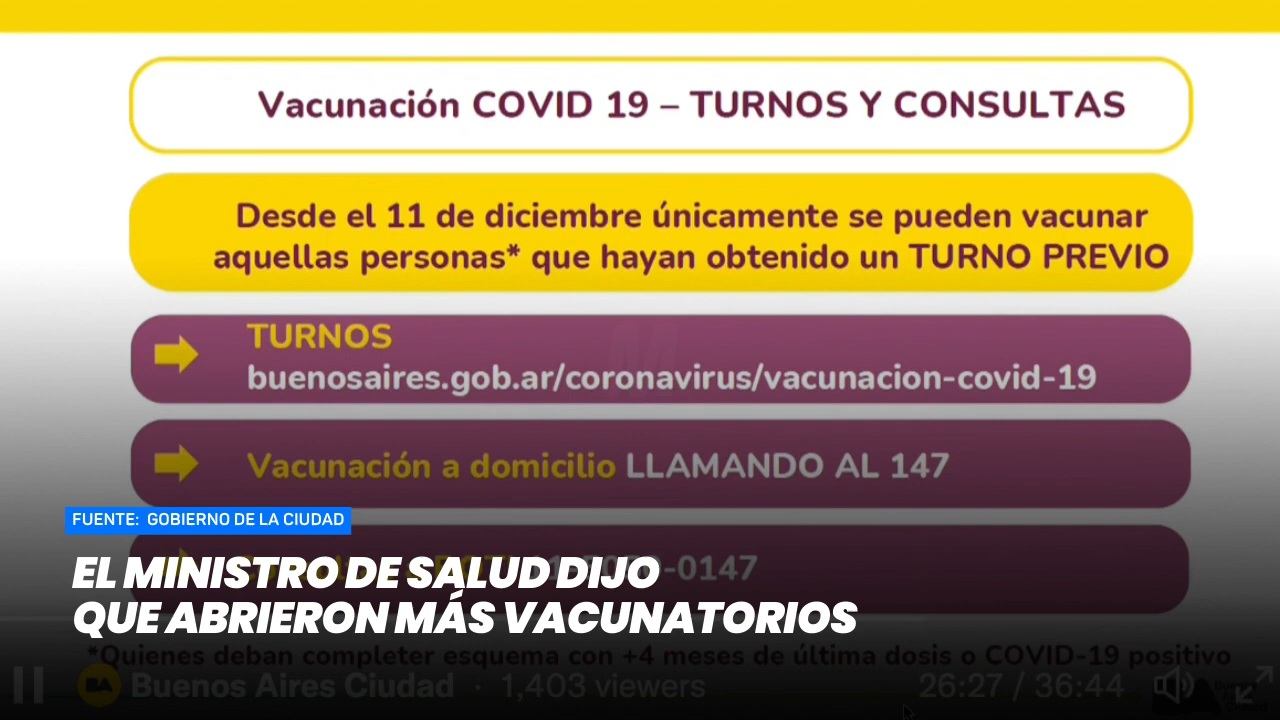 Vacunación COVID 19 – TURNOS Y CONSULTAS
Desde el 11 de diciembre únicamente se pueden vacunar
aquellas personas* que hayan obtenido un TURNO PREVIO
TURNOS
buenosaires.gob.ar/coronavirus/vacunacion-covid-19
Vacunación a domicilio LLAMANDO AL 147
-0147
FUENTE: GOBIERNO DE LA CIUDAD
EL MINISTRO DE SALUD DIJO
QUE ABRIERON MÁS VACUNATORIOS
*Quienes deban completer esquema con +4 meses de última dosis o COVID-19 positivo
BA Buenos Aires Ciudad · 1,403 viewers 26:27 / 36:44